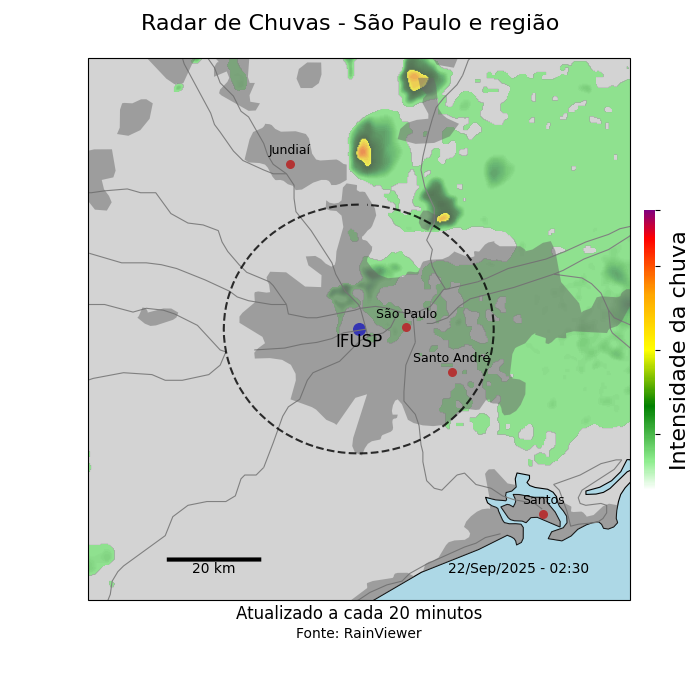 Radar de Chuvas - São Paulo e região
Jundiaí
São Paulo
IFUSP
Santo André
Santos
20 km
22/Sep/2025 - 02:30
Intensidade da chuva
Atualizado a cada 20 minutos
Fonte: RainViewer